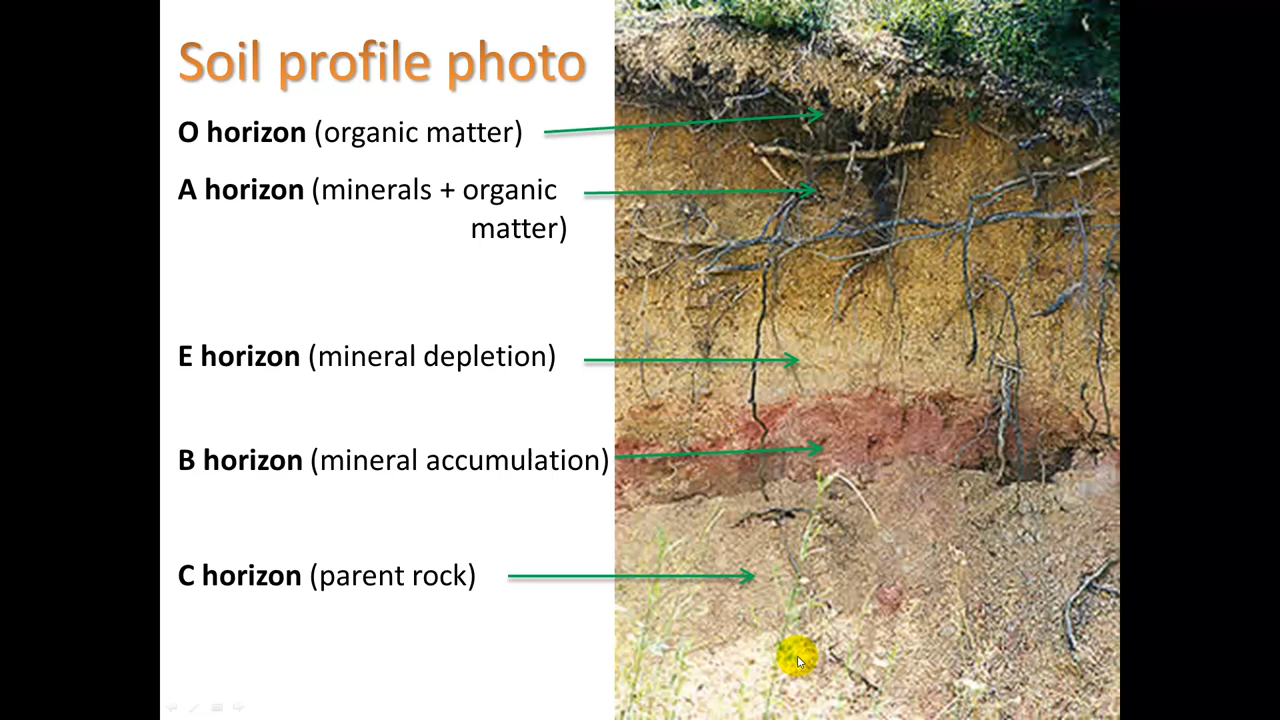 Soil profile photo
O horizon (organic matter)
A horizon (minerals + organic
matter)
E horizon (mineral depletion)
B horizon (mineral accumulation)
C horizon (parent rock)